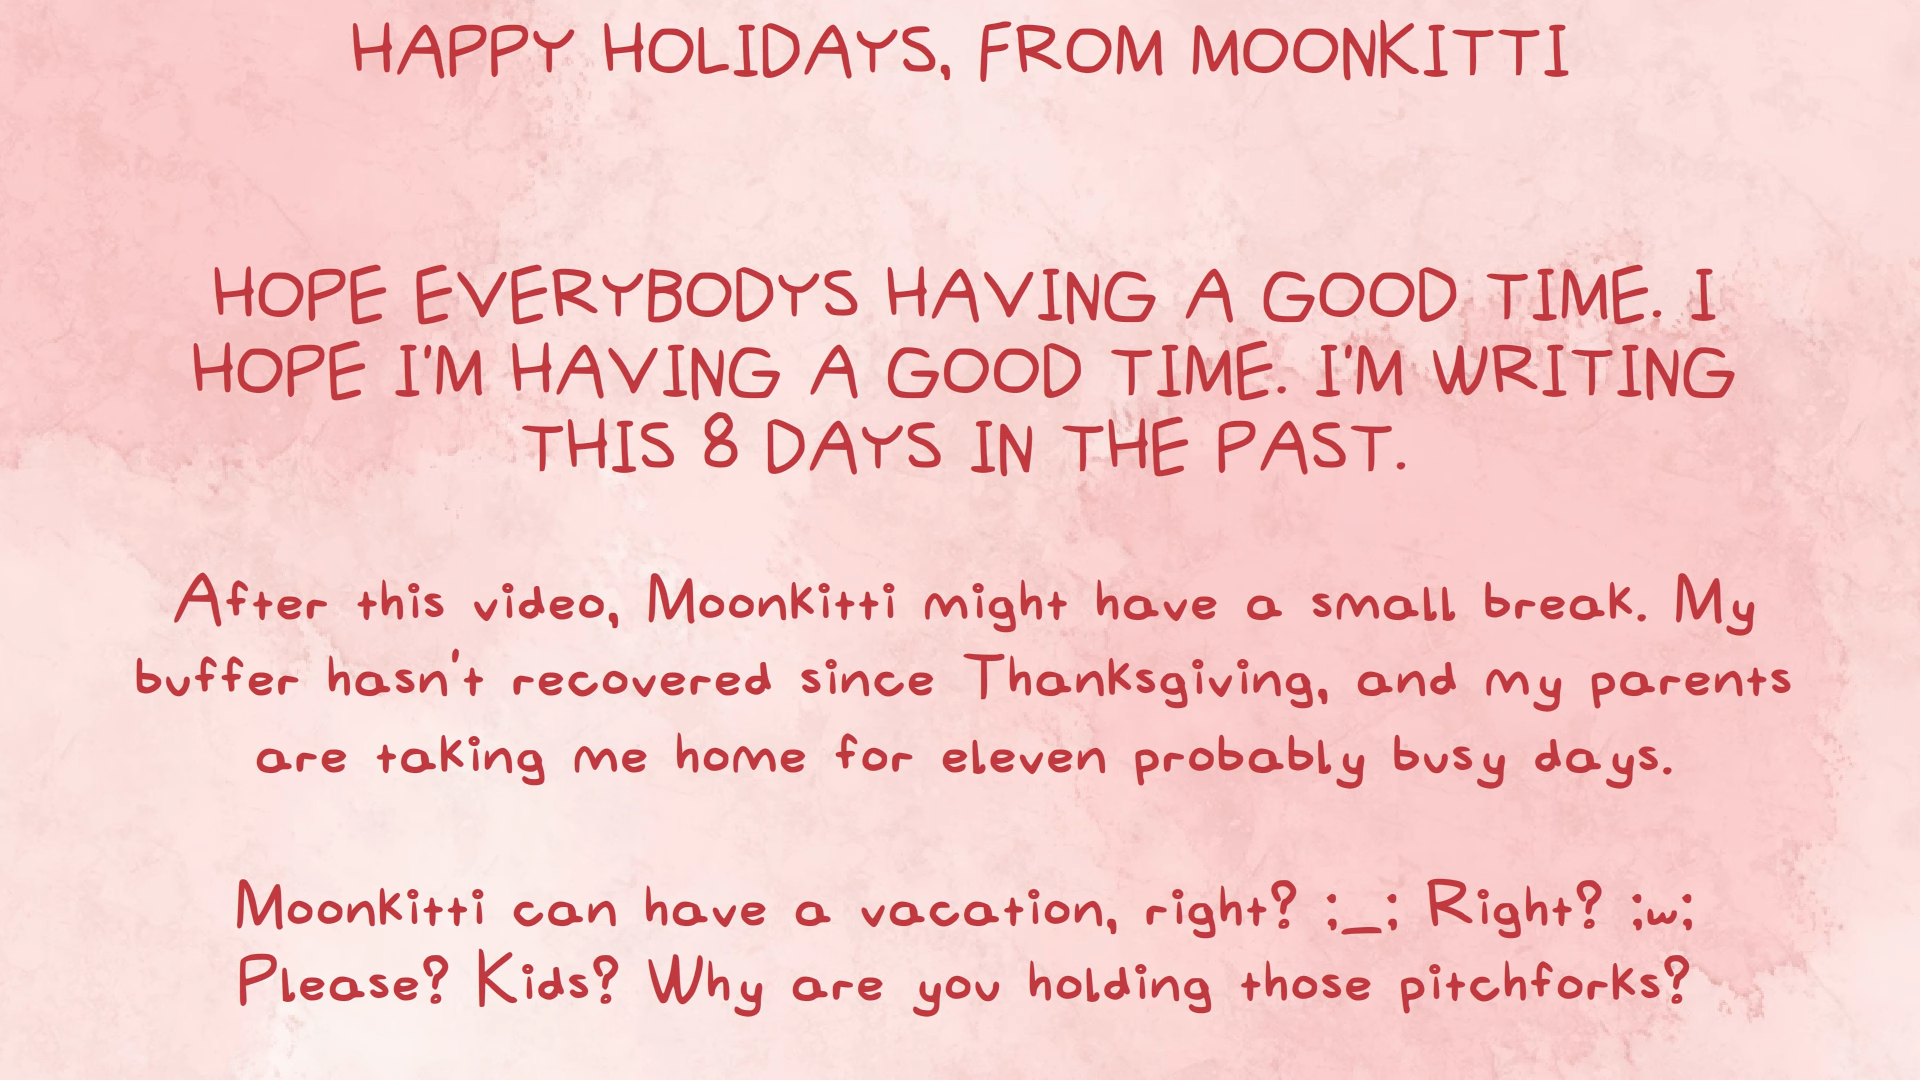 HAPPY HOLIDAYS, FROM MOONKITTI
HOPE EVERYBODYS HAVING A GOOD TIME. I
HOPE I'M HAVING A GOOD TIME. I'M WRITING
THIS 8 DAYS IN THE PAST.
After this video, Moonkitti might have a small break. My
buffer hasn't recovered since Thanksgiving, and my parents
are taking me home for eleven probably busy days.
Moonkitti can have a vacation, right? ;_; Right? ;w;
Please? Kids? Why are you holding those pitchforks?